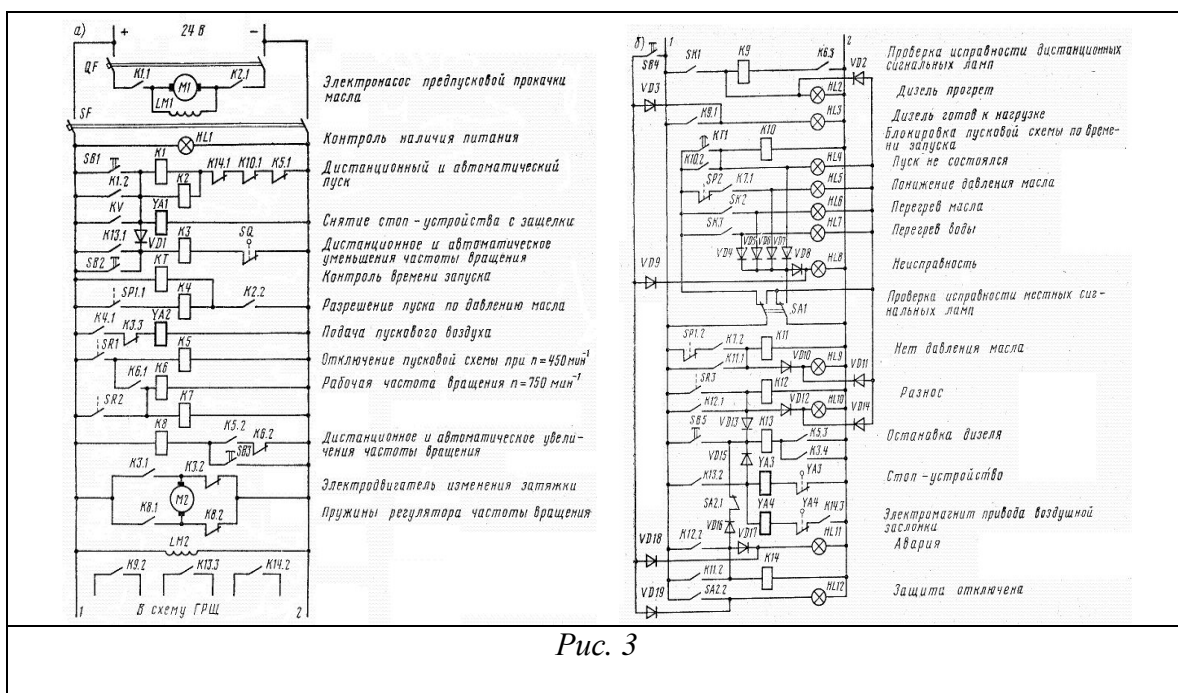 а)
+ 24 В −
QF
K1.1
M1
K2.1
LM1
Электронасос предпусковой прокачки
масла
SF
HL1
Контроль наличия питания
SB1
K1
K14.1 K10.1 K5.1
Дистанционный и автоматический
пуск
K1.2
K2
KV
YA1
Снятие стоп-устройства с защелки
K13.1
VD1
K3
SQ
Дистанционное и автоматическое
уменьшения частоты вращения
SB2
KT
Контроль времени запуска
SP1.1
K4
K2.2
Разрешение пуска по давлению масла
K4.1
K3.3
YA2
Подача пускового воздуха
SR1
K5
Отключение пусковой схемы при n=450мин⁻¹
K6.1
K6
Рабочая частота вращения n=750 мин⁻¹
SR2
K7
K8
K5.2
K6.2
SB3
Дистанционное и автоматическое увели-
чения частоты вращения
K3.1
K3.2
M2
Электродвигатель изменения затяжки
K8.1
K8.2
Пружины регулятора частоты вращения
LM2
K9.2 K13.3 K14.2
1 В схему ГРЩ 2
б)
1
2
SB4
SK1
K9
K6.3
VD2
Проверка исправности дистанционных
сигнальных ламп
HL2
Дизель прогрет
VD3
K9.1
HL3
Дизель готов к нагрузке
KT1
K10
Блокировка пусковой схемы по време-
ни запуска
K10.2
HL4
Пуск не состоялся
SP2
K7.1
HL5
Понижение давления масла
SK2
HL6
Перегрев масла
SK3
HL7
Перегрев воды
VD4 VD5 VD6 VD7 VD8
VD9
HL8
Неисправность
SA1
Проверка исправности местных сиг-
нальных ламп
SP1.2
K7.2
K11
Нет давления масла
K11.1
VD10
HL9
VD11
SR3
K12
Разнос
K12.1
VD12
HL10
VD14
VD13
SB5
K13
K5.3
Остановка дизеля
VD15
K3.4
K13.2
YA3
YA3
Стоп-устройство
SA2.1
YA4
YA4
K14.3
Электромагнит привода воздушной
заслонки
VD16
K12.2
VD17
HL11
Авария
VD18
K11.2
K14
SA2.2
HL12
Защита отключена
VD19
Рис. 3